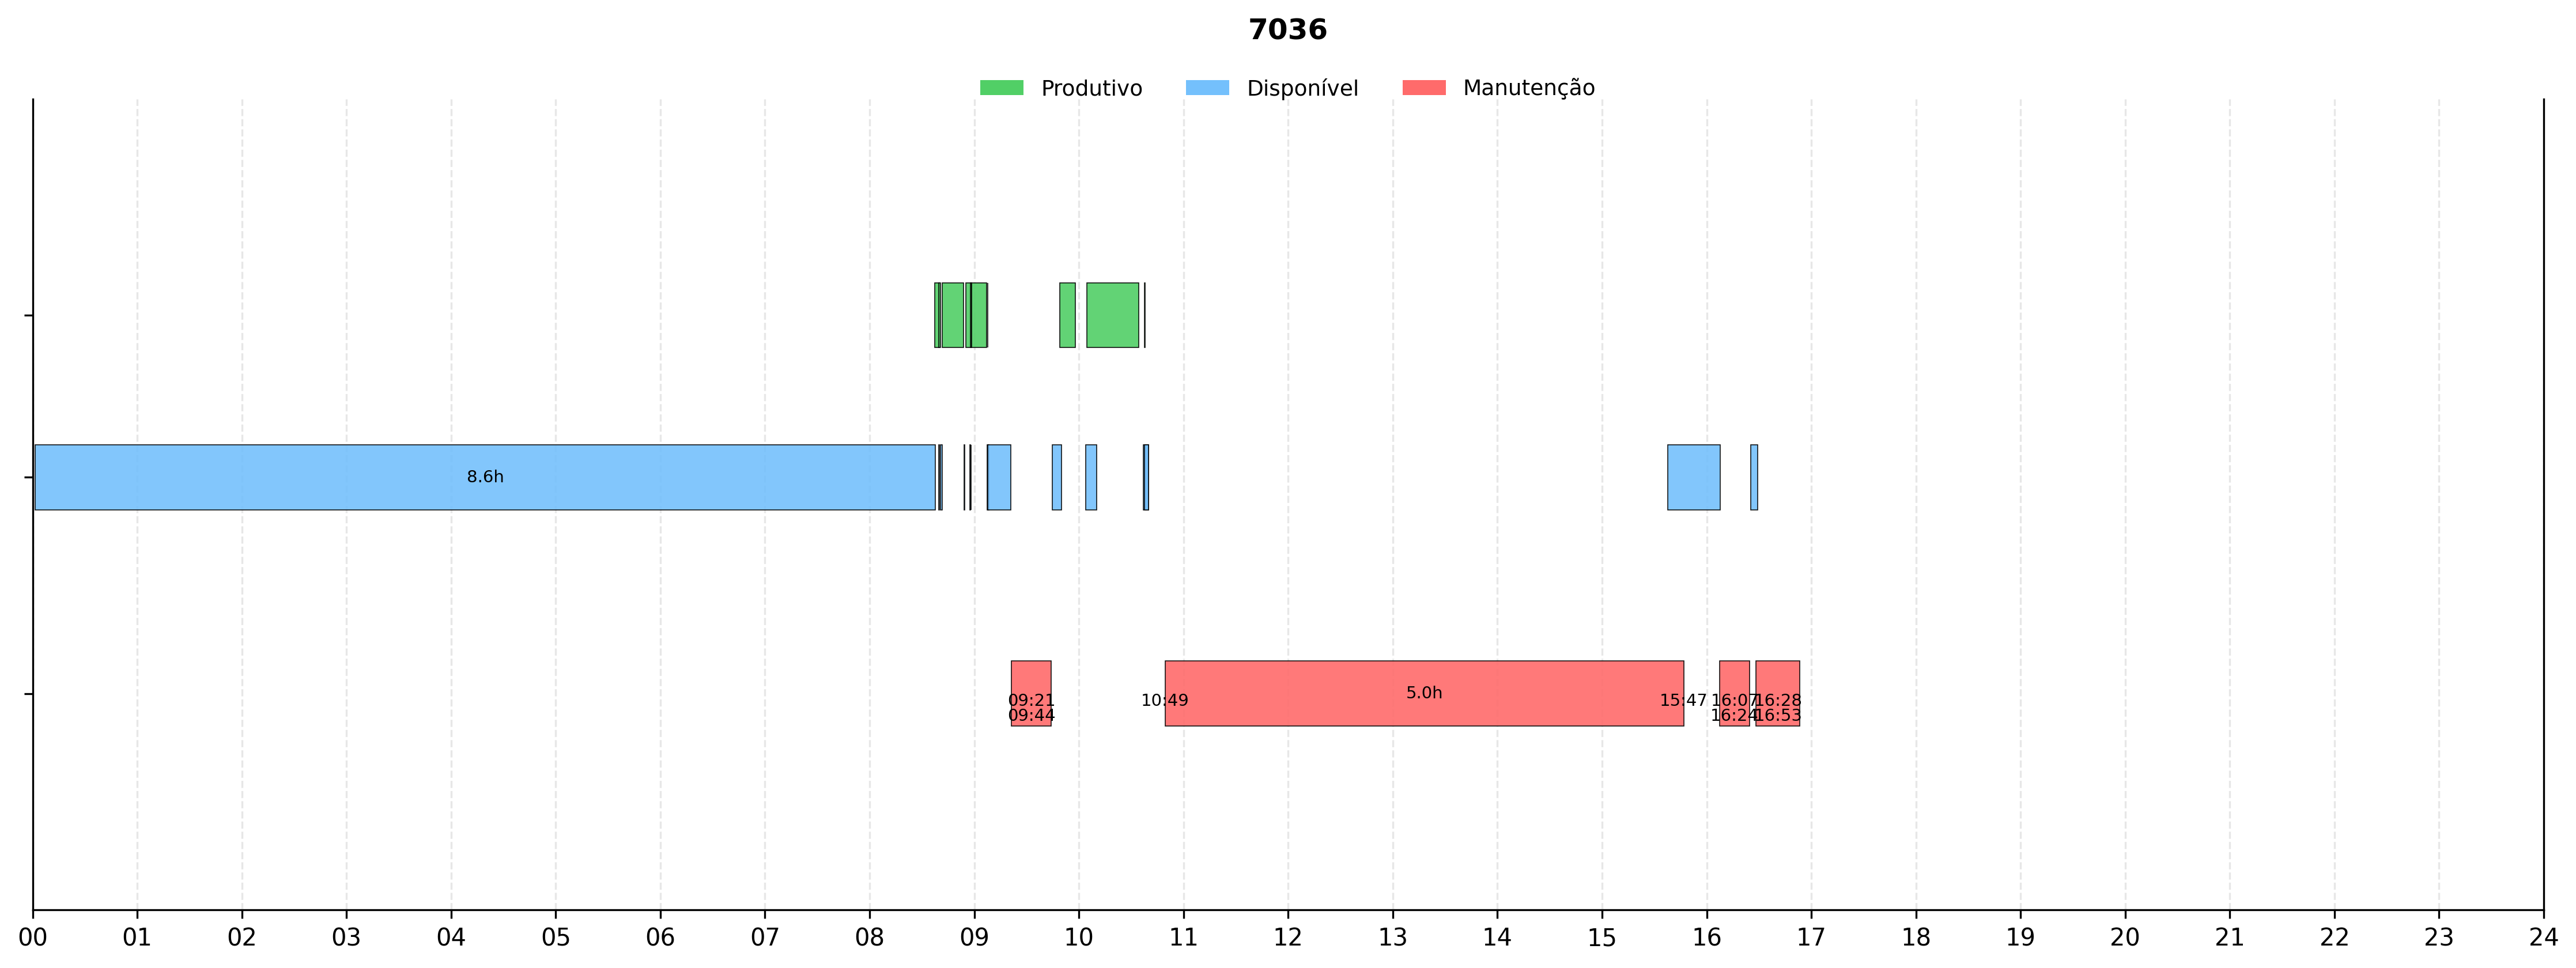 7036
Produtivo Disponível Manutenção
8.6h
5.0h
09:21 10:49 15:47 16:07 16:28
09:44 16:24 16:53
00 01 02 03 04 05 06 07 08 09 10 11 12 13 14 15 16 17 18 19 20 21 22 23 24